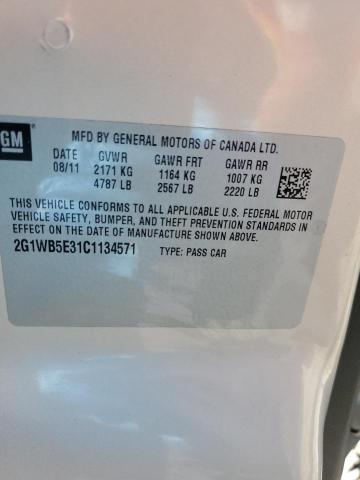 GM
MFD BY GENERAL MOTORS OF CANADA LTD.
DATE GVWR GAWR FRT GAWR RR
08/11 2171 KG 1164 KG 1007 KG
4787 LB 2567 LB 2220 LB
THIS VEHICLE CONFORMS TO ALL APPLICABLE U.S. FEDERAL MOTOR
VEHICLE SAFETY, BUMPER, AND THEFT PREVENTION STANDARDS IN
EFFECT ON THE DATE OF MANUFACTURE SHOWN ABOVE.
2G1WB5E31C1134571 TYPE: PASS CAR